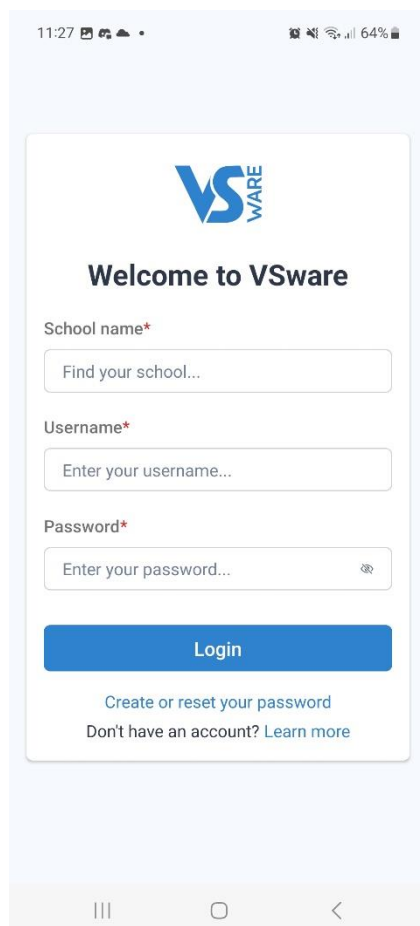 11:27
64%
VS
WARE
Welcome to VSware
School name*
Find your school...
Username*
Enter your username...
Password*
Enter your password...
Login
Create or reset your password
Don't have an account? Learn more